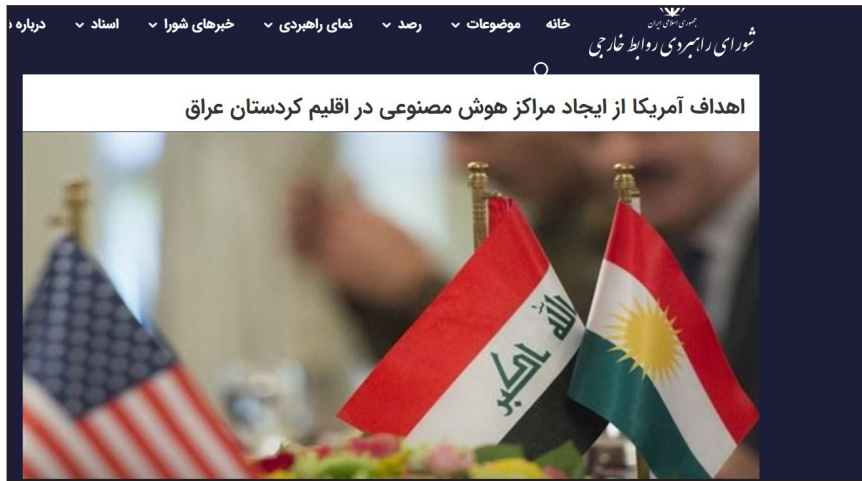 جمهوری اسلامی ایران
شورای راهبردی روابط خارجی
خانه موضوعات رصد نمای راهبردی خبرهای شورا اسناد درباره
اهداف آمریکا از ایجاد مراکز هوش مصنوعی در اقلیم کردستان عراق
الله اكبر